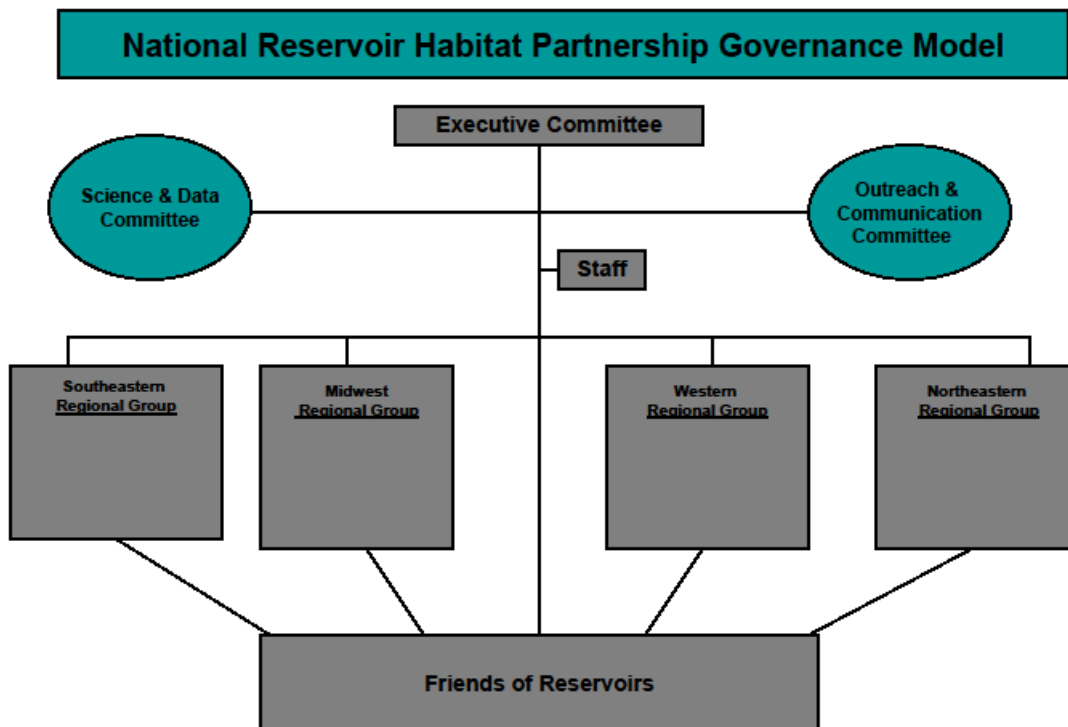 National Reservoir Habitat Partnership Governance Model
Executive Committee
Science & Data
Committee
Outreach &
Communication
Committee
Staff
Southeastern
Regional Group
Midwest
Regional Group
Western
Regional Group
Northeastern
Regional Group
Friends of Reservoirs